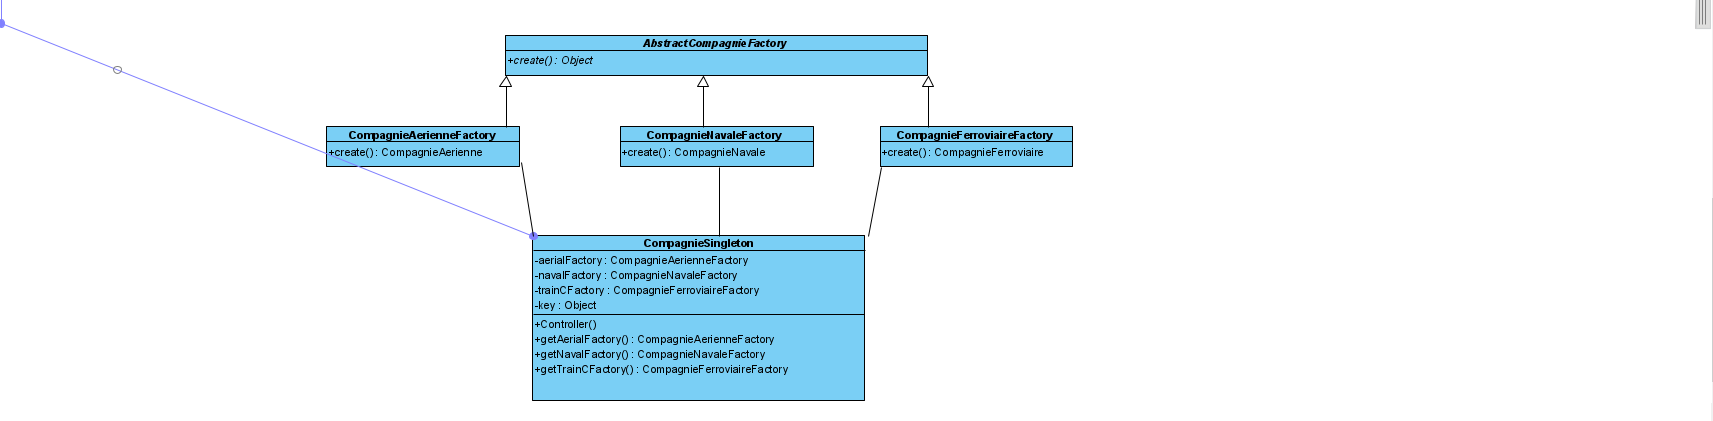 AbstractCompagnieFactory
+create() : Object
CompagnieAerienneFactory
+create() : CompagnieAerienne
CompagnieNavaleFactory
+create() : CompagnieNavale
CompagnieFerroviaireFactory
+create() : CompagnieFerroviaire
CompagnieSingleton
-aerialFactory : CompagnieAerienneFactory
-navalFactory : CompagnieNavaleFactory
-trainCFactory : CompagnieFerroviaireFactory
-key : Object
+Controller()
+getAerialFactory() : CompagnieAerienneFactory
+getNavalFactory() : CompagnieNavaleFactory
+getTrainCFactory() : CompagnieFerroviaireFactory